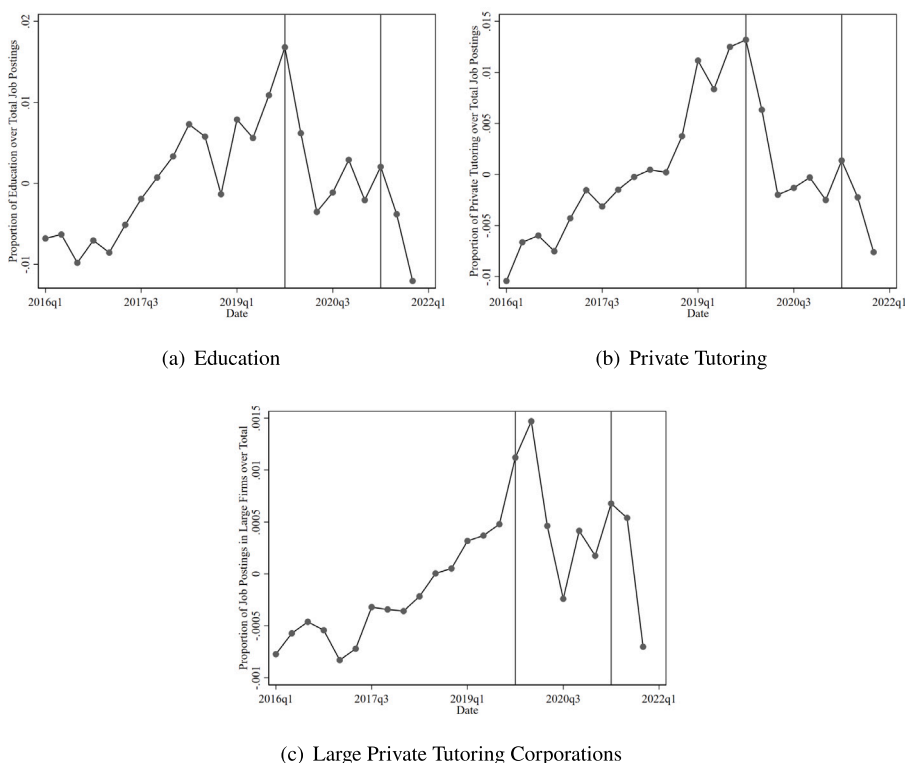 Proportion of Education over Total Job Postings
.02
.01
0
-.01
2016q1 2017q3 2019q1 2020q3 2022q1
Date
(a) Education
Proportion of Private Tutoring over Total Job Postings
.015
.01
.005
0
-.005
-.01
2016q1 2017q3 2019q1 2020q3 2022q1
Date
(b) Private Tutoring
Proportion of Job Postings in Large Firms over Total
.0015
.001
.0005
0
-.0005
-.001
2016q1 2017q3 2019q1 2020q3 2022q1
Date
(c) Large Private Tutoring Corporations